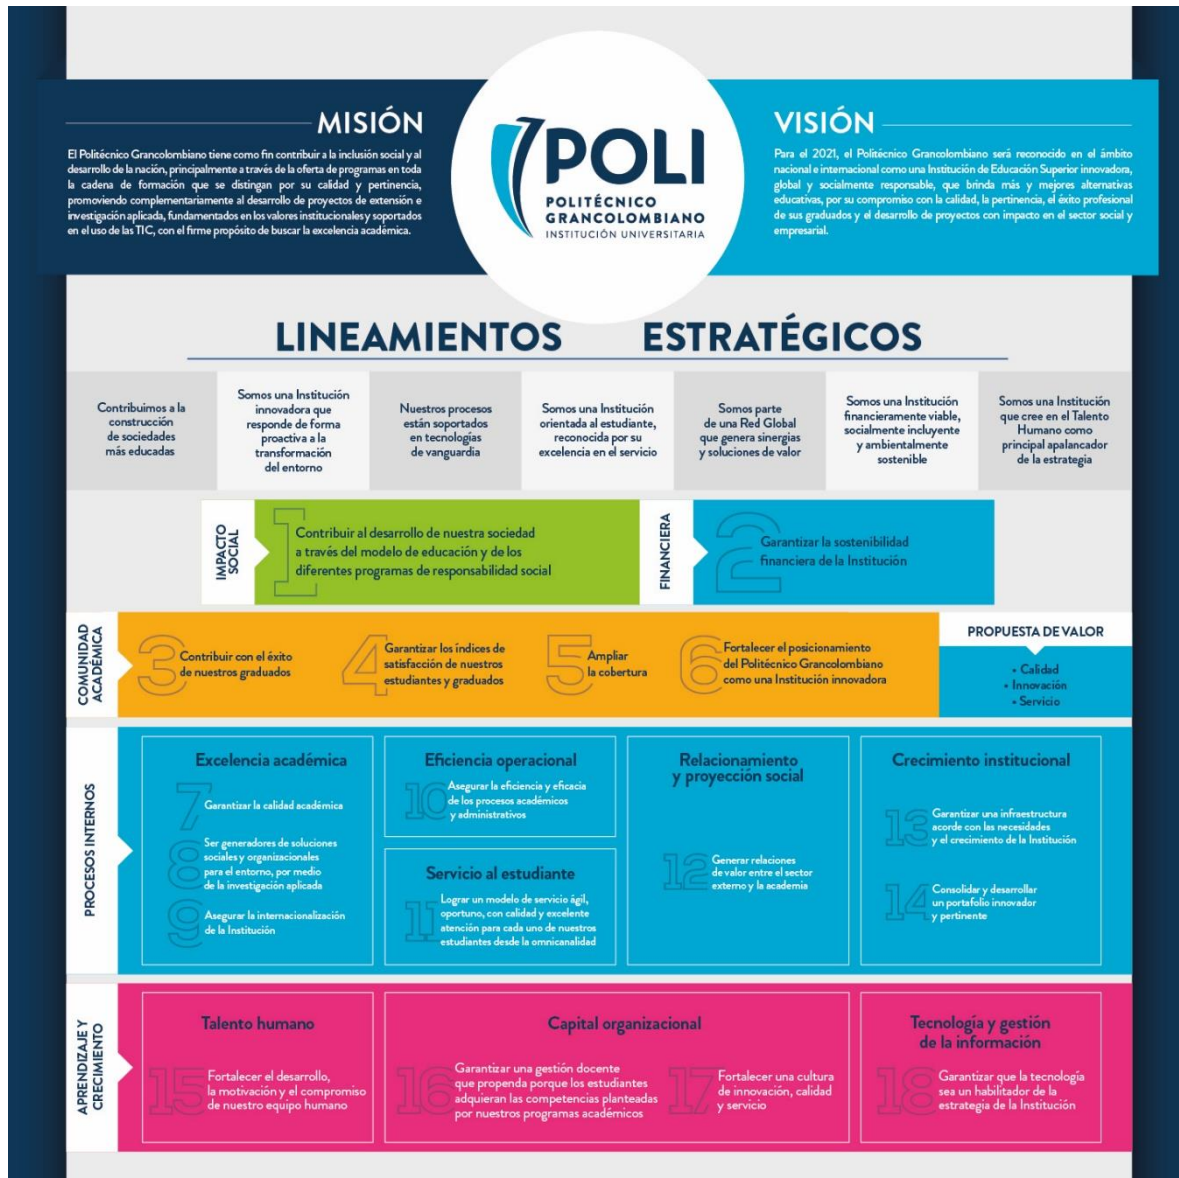 MISIÓN
El Politécnico Grancolombiano tiene como fin contribuir a la inclusión social y al
desarrollo de la nación, principalmente a través de la oferta de programas en toda
la cadena de formación que se distingan por su calidad y pertinencia,
promoviendo complementariamente al desarrollo de proyectos de extensión e
investigación aplicada, fundamentados en los valores institucionales y soportados
en el uso de las TIC, con el firme propósito de buscar la excelencia académica.
POLI
POLITÉCNICO
GRANCOLOMBIANO
INSTITUCIÓN UNIVERSITARIA
VISIÓN
Para el 2021, el Politécnico Grancolombiano será reconocido en el ámbito
nacional e internacional como una Institución de Educación Superior innovadora,
global y socialmente responsable, que brinda más y mejores alternativas
educativas, por su compromiso con la calidad, la pertinencia, el éxito profesional
de sus graduados y el desarrollo de proyectos con impacto en el sector social y
empresarial.
LINEAMIENTOS ESTRATÉGICOS
Contribuimos a la
construcción
de sociedades
más educadas
Somos una Institución
innovadora que
responde de forma
proactiva a la
transformación
del entorno
Nuestros procesos
están soportados
en tecnologías
de vanguardia
Somos una Institución
orientada al estudiante,
reconocida por su
excelencia en el servicio
Somos parte
de una Red Global
que genera sinergias
y soluciones de valor
Somos una Institución
financieramente viable,
socialmente incluyente
y ambientalmente
sostenible
Somos una Institución
que cree en el Talento
Humano como
principal apalancador
de la estrategia
IMPACTO
SOCIAL
1
Contribuir al desarrollo de nuestra sociedad
a través del modelo de educación y de los
diferentes programas de responsabilidad social
FINANCIERA
2
Garantizar la sostenibilidad
financiera de la Institución
COMUNIDAD
ACADÉMICA
3
Contribuir con el éxito
de nuestros graduados
4
Garantizar los índices de
satisfacción de nuestros
estudiantes y graduados
5
Ampliar
la cobertura
6
Fortalecer el posicionamiento
del Politécnico Grancolombiano
como una Institución innovadora
PROPUESTA DE VALOR
• Calidad
• Innovación
• Servicio
PROCESOS INTERNOS
Excelencia académica
7
Garantizar la calidad académica
8
Ser generadores de soluciones
sociales y organizacionales
para el entorno, por medio
de la investigación aplicada
9
Asegurar la internacionalización
de la Institución
Eficiencia operacional
10
Asegurar la eficiencia y eficacia
de los procesos académicos
y administrativos
Servicio al estudiante
11
Lograr un modelo de servicio ágil,
oportuno, con calidad y excelente
atención para cada uno de nuestros
estudiantes desde la omnicanalidad
Relacionamiento
y proyección social
12
Generar relaciones
de valor entre el sector
externo y la academia
Crecimiento institucional
13
Garantizar una infraestructura
acorde con las necesidades
y el crecimiento de la Institución
14
Consolidar y desarrollar
un portafolio innovador
y pertinente
APRENDIZAJE Y
CRECIMIENTO
Talento humano
15
Fortalecer el desarrollo,
la motivación y el compromiso
de nuestro equipo humano
Capital organizacional
16
Garantizar una gestión docente
que propenda porque los estudiantes
adquieran las competencias planteadas
por nuestros programas académicos
17
Fortalecer una cultura
de innovación, calidad
y servicio
Tecnología y gestión
de la información
18
Garantizar que la tecnología
sea un habilitador de la
estrategia de la Institución